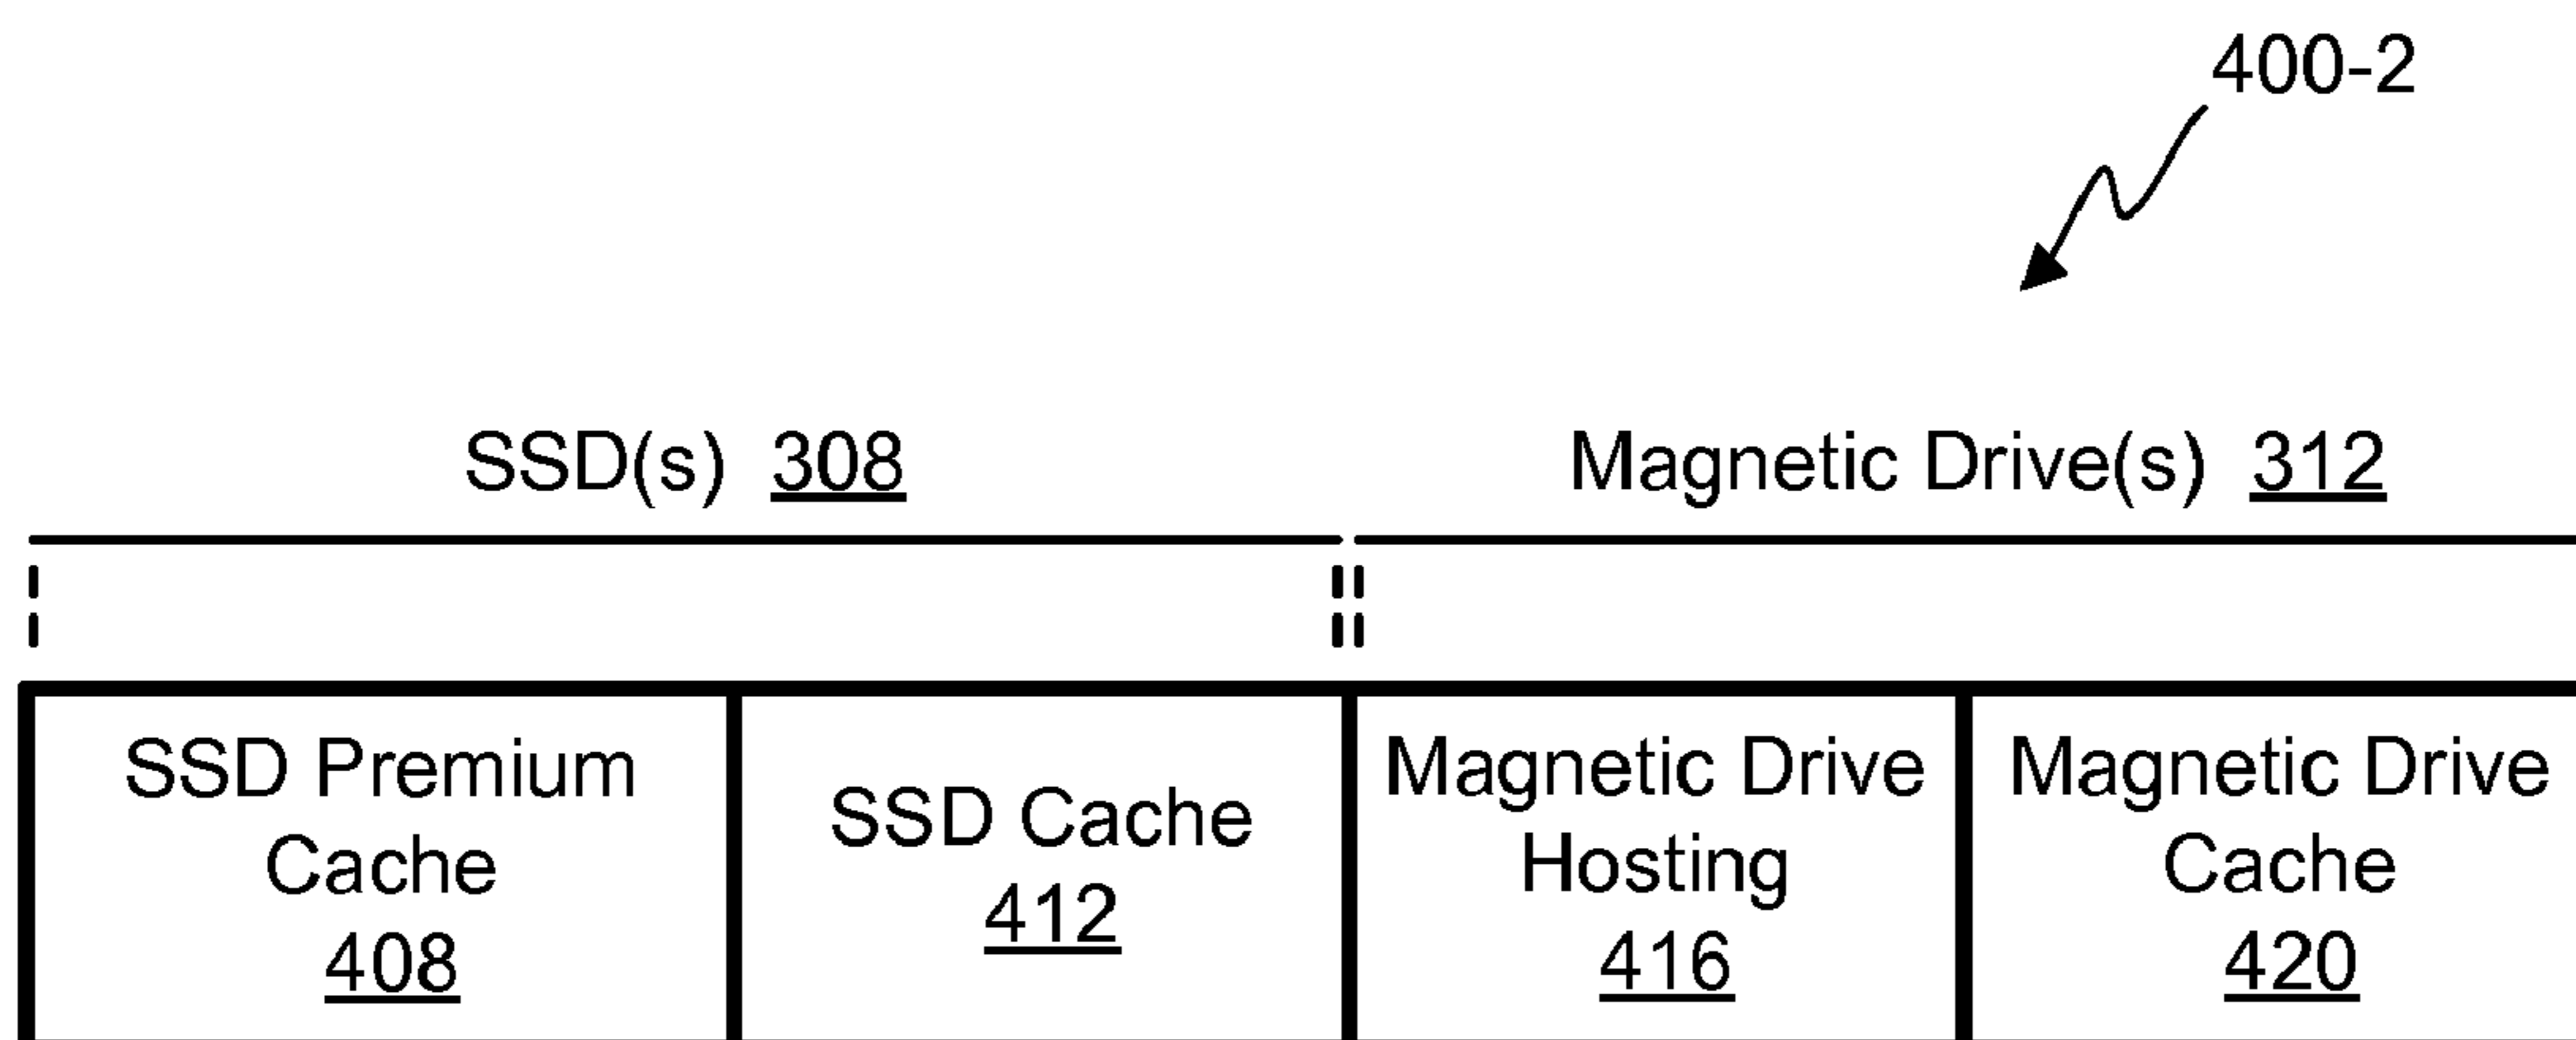 400-2
SSD(s) 308
Magnetic Drive(s) 312
SSD Premium
Cache
408
SSD Cache
412
Magnetic Drive
Hosting
416
Magnetic Drive
Cache
420